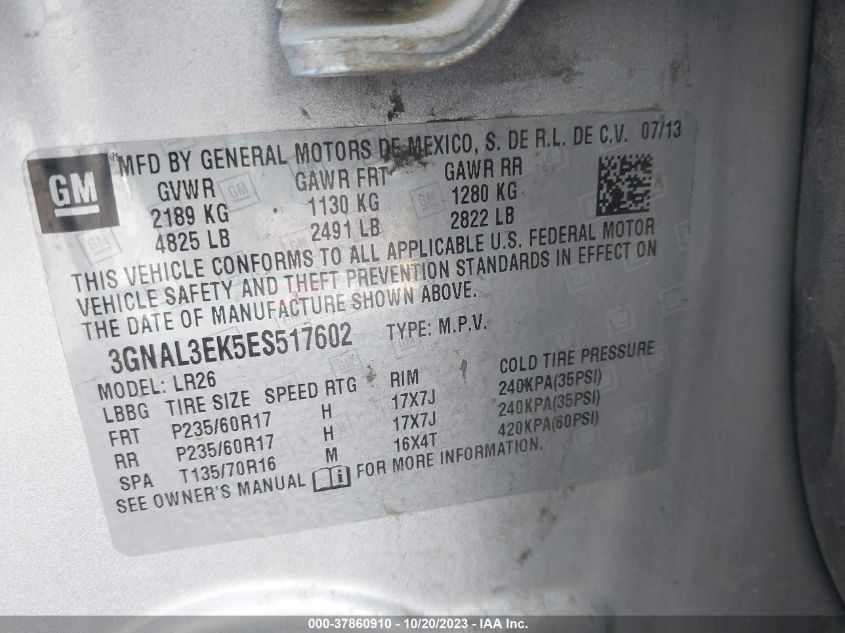 GM
MFD BY GENERAL MOTORS DE MEXICO, S. DE R.L. DE C.V. 07/13
GVWR GAWR FRT GAWR RR
2189 KG 1130 KG 1280 KG
4825 LB 2491 LB 2822 LB
THIS VEHICLE CONFORMS TO ALL APPLICABLE U.S. FEDERAL MOTOR
VEHICLE SAFETY AND THEFT PREVENTION STANDARDS IN EFFECT ON
THE DATE OF MANUFACTURE SHOWN ABOVE.
3GNAL3EK5ES517602 TYPE: M.P.V.
MODEL: LR26
LBBG TIRE SIZE SPEED RTG RIM COLD TIRE PRESSURE
FRT P235/60R17 H 17X7J 240KPA(35PSI)
RR P235/60R17 H 17X7J 240KPA(35PSI)
SPA T135/70R16 M 16X4T 420KPA(60PSI)
SEE OWNER'S MANUAL FOR MORE INFORMATION.
000-37860910 - 10/20/2023 - IAA Inc.